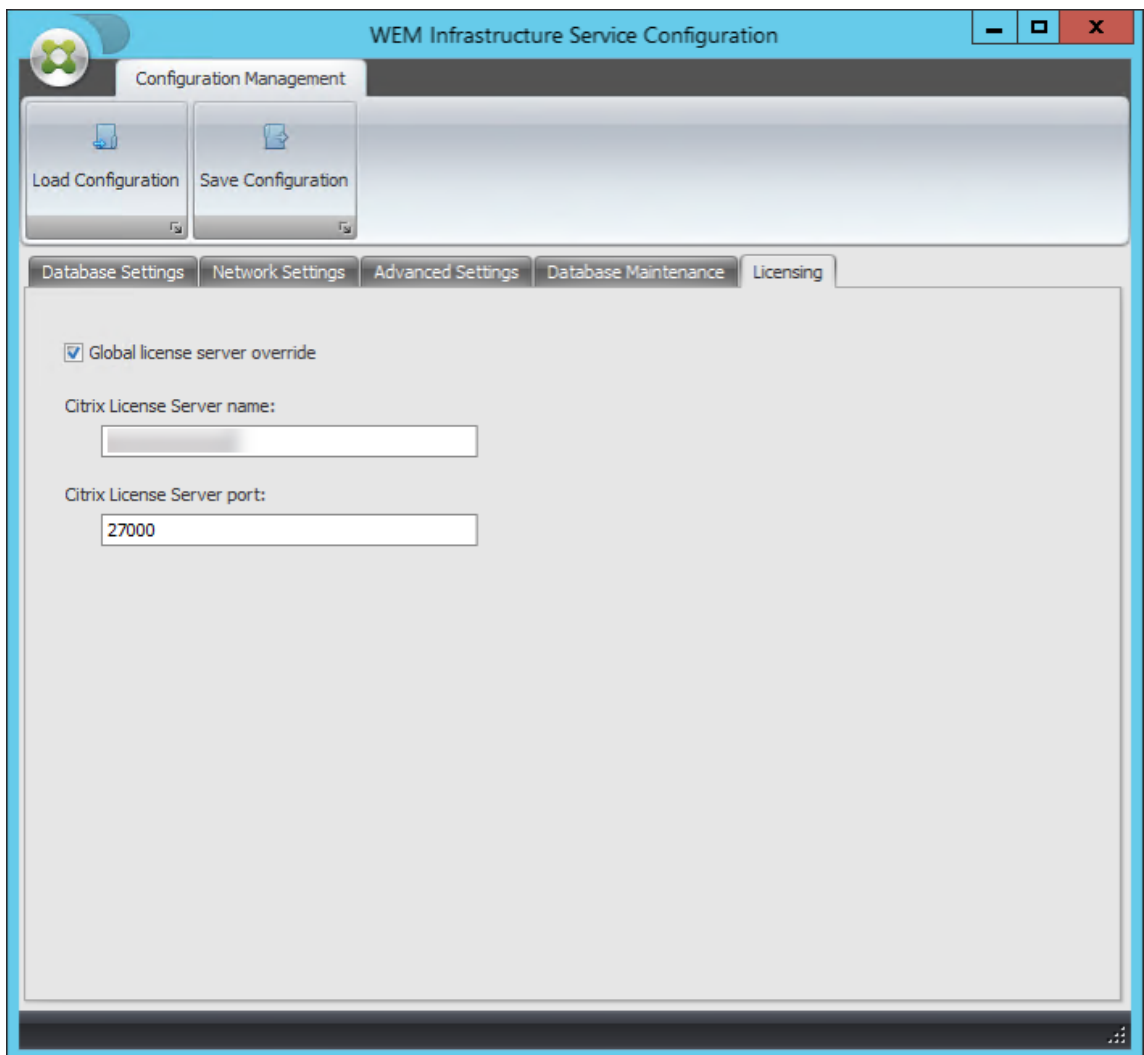 WEM Infrastructure Service Configuration
Configuration Management
Load Configuration Save Configuration
Database Settings Network Settings Advanced Settings Database Maintenance Licensing
Global license server override
Citrix License Server name:
Citrix License Server port:
27000